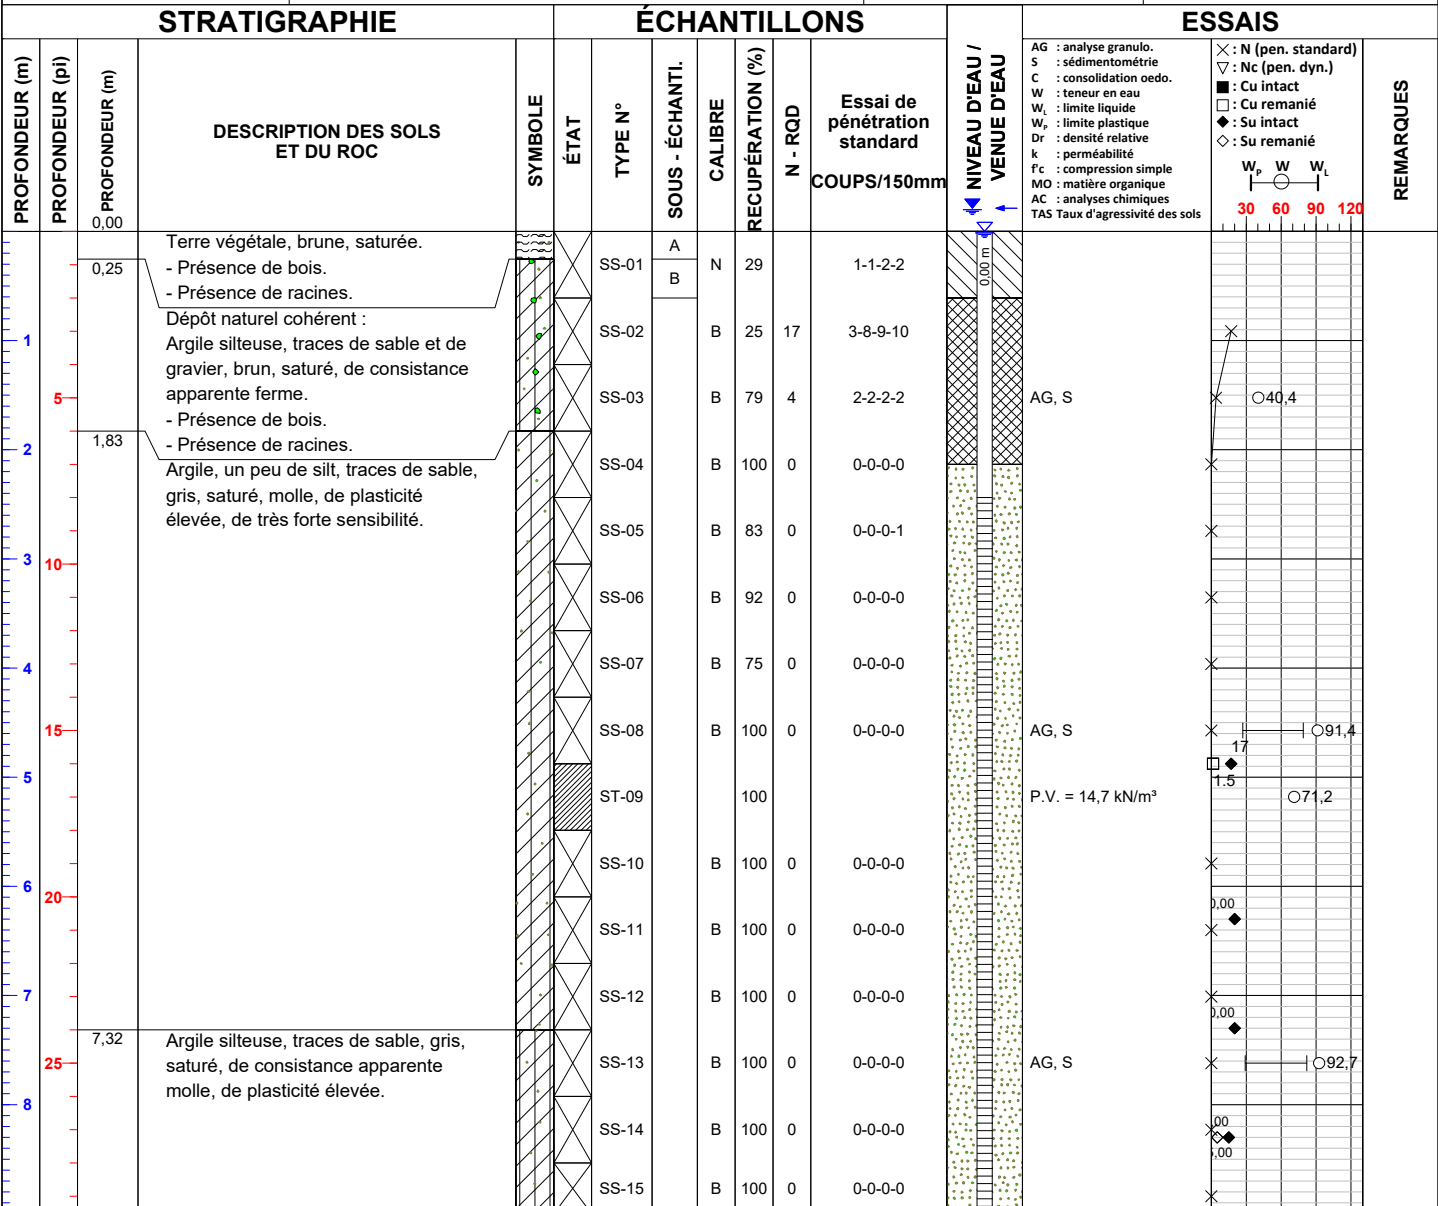 STRATIGRAPHIE ÉCHANTILLONS ESSAIS
PROFONDEUR (m)
PROFONDEUR (pi)
PROFONDEUR (m)
0,00
DESCRIPTION DES SOLS
ET DU ROC
SYMBOLE
ÉTAT
TYPE N°
SOUS - ÉCHANTI.
CALIBRE
RECUPÉRATION (%)
N - RQD
Essai de
pénétration
standard
COUPS/150mm
NIVEAU D'EAU /
VENUE D'EAU
AG : analyse granulo.
S : sédimentométrie
C : consolidation oedo.
W : teneur en eau
WL : limite liquide
WP : limite plastique
Dr : densité relative
k : perméabilité
f'c : compression simple
MO : matière organique
AC : analyses chimiques
TAS Taux d'agressivité des sols
: N (pen. standard)
: Nc (pen. dyn.)
: Cu intact
: Cu remanié
: Su intact
: Su remanié
WP W WL
30 60 90 120
REMARQUES
Terre végétale, brune, saturée.
- Présence de bois.
- Présence de racines.
0,25
Dépôt naturel cohérent :
Argile silteuse, traces de sable et de
gravier, brun, saturé, de consistance
apparente ferme.
- Présence de bois.
- Présence de racines.
1,83
Argile, un peu de silt, traces de sable,
gris, saturé, molle, de plasticité
élevée, de très forte sensibilité.
7,32
Argile silteuse, traces de sable, gris,
saturé, de consistance apparente
molle, de plasticité élevée.
1
2
3
4
5
6
7
8
5
10
15
20
25
A
B
0,00 m
SS-01 N 29 1-1-2-2
SS-02 B 25 17 3-8-9-10
SS-03 B 79 4 2-2-2-2 AG, S 40,4
SS-04 B 100 0 0-0-0-0
SS-05 B 83 0 0-0-0-1
SS-06 B 92 0 0-0-0-0
SS-07 B 75 0 0-0-0-0
SS-08 B 100 0 0-0-0-0 AG, S 91,4
17
1.5
ST-09 100 P.V. = 14,7 kN/m³ 71,2
SS-10 B 100 0 0-0-0-0
SS-11 B 100 0 0-0-0-0
SS-12 B 100 0 0-0-0-0
SS-13 B 100 0 0-0-0-0 AG, S 92,7
SS-14 B 100 0 0-0-0-0
SS-15 B 100 0 0-0-0-0